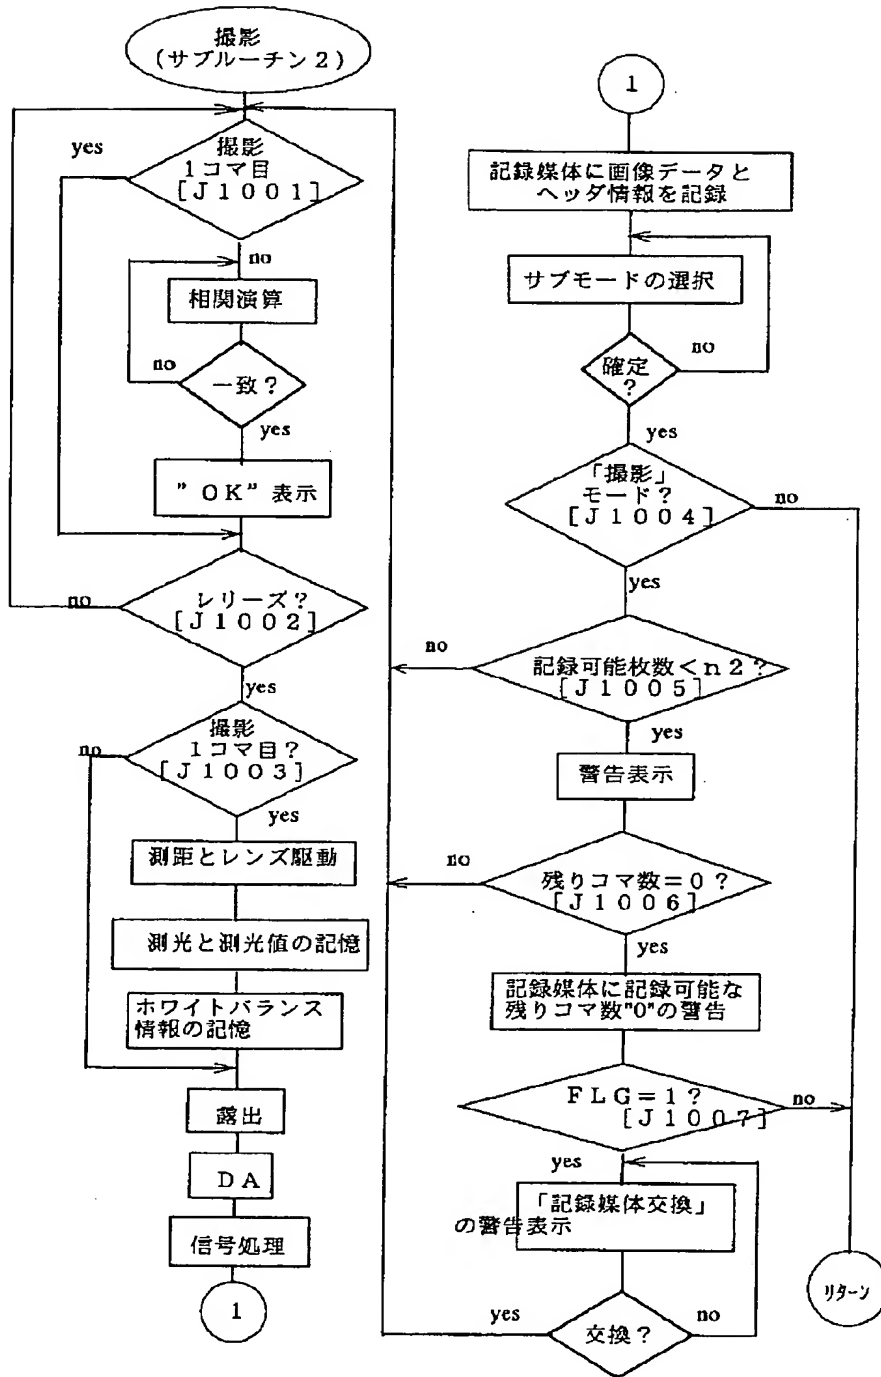 撮影
(サブルーチン2)
yes
撮影
1コマ目
[J1001]
no
相関演算
no
一致?
yes
"OK"表示
no
レリーズ?
[J1002]
yes
撮影
1コマ目?
[J1003]
no
yes
測距とレンズ駆動
測光と測光値の記憶
ホワイトバランス
情報の記憶
露出
DA
信号処理
1
1
記録媒体に画像データと
ヘッダ情報を記録
サブモードの選択
確定
?
no
yes
「撮影」
モード?
[J1004]
no
yes
no
記録可能枚数<n2?
[J1005]
yes
警告表示
no
残りコマ数=0?
[J1006]
yes
記録媒体に記録可能な
残りコマ数"0"の警告
FLG=1?
[J1007]
no
yes
「記録媒体交換」
の警告表示
yes
交換?
no
リターン